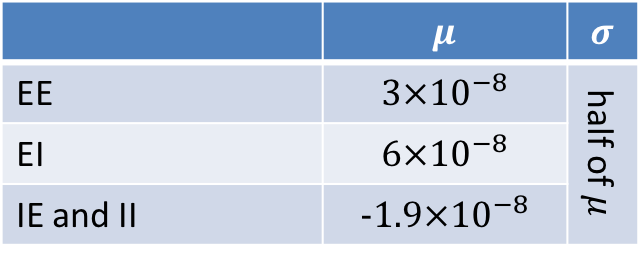 μ σ
EE 3×10⁻⁸
EI 6×10⁻⁸
IE and II -1.9×10⁻⁸
half of μ